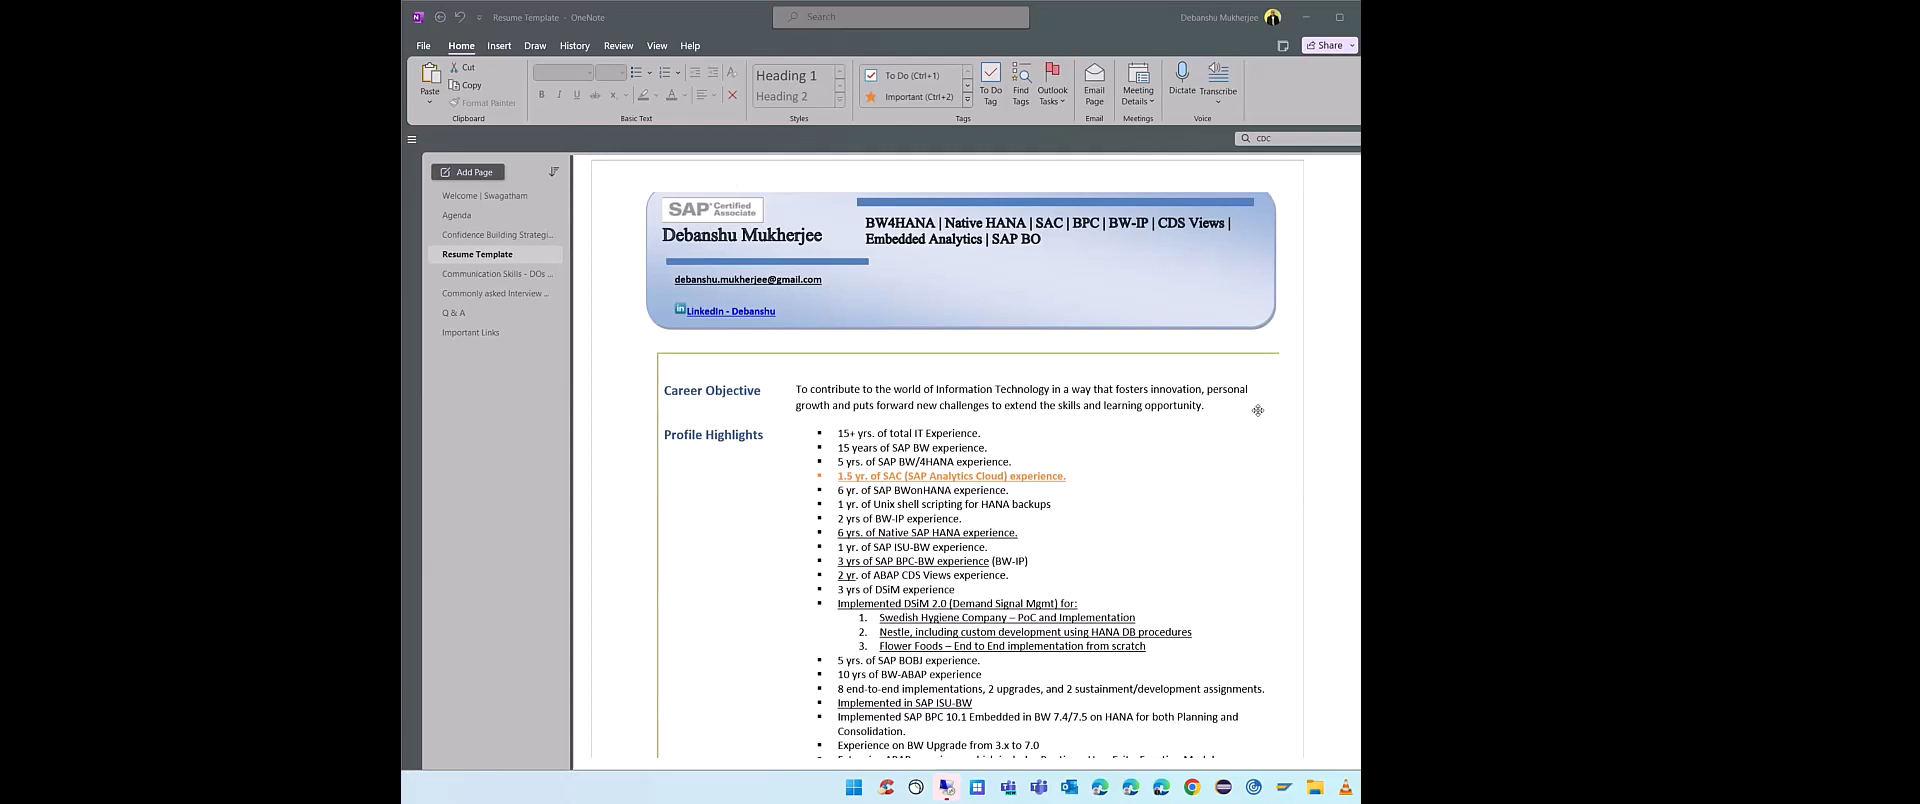 Resume Template - OneNote
Search
Debanshu Mukherjee
File Home Insert Draw History Review View Help
Share
Paste
Cut
Copy
Format Painter
Clipboard
B I U ab x
Basic Text
Heading 1
Heading 2
Styles
To Do (Ctrl+1)
Important (Ctrl+2)
To Do Tag
Find Tags
Outlook Tasks
Tags
Email Page
Email
Meeting Details
Meetings
Dictate
Transcribe
Voice
CDC
Add Page
Welcome | Swagatham
Agenda
Confidence Building Strategi...
Resume Template
Communication Skills - DOs ...
Commonly asked Interview ...
Q & A
Important Links
SAP Certified Associate
Debanshu Mukherjee
BW4HANA | Native HANA | SAC | BPC | BW-IP | CDS Views |
Embedded Analytics | SAP BO
debanshu.mukherjee@gmail.com
LinkedIn - Debanshu
Career Objective
To contribute to the world of Information Technology in a way that fosters innovation, personal
growth and puts forward new challenges to extend the skills and learning opportunity.
Profile Highlights
15+ yrs. of total IT Experience.
15 years of SAP BW experience.
5 yrs. of SAP BW/4HANA experience.
1.5 yr. of SAC (SAP Analytics Cloud) experience.
6 yr. of SAP BWonHANA experience.
1 yr. of Unix shell scripting for HANA backups
2 yrs of BW-IP experience.
6 yrs. of Native SAP HANA experience.
1 yr. of SAP ISU-BW experience.
3 yrs of SAP BPC-BW experience (BW-IP)
2 yr. of ABAP CDS Views experience.
3 yrs of DSiM experience
Implemented DSiM 2.0 (Demand Signal Mgmt) for:
1. Swedish Hygiene Company – PoC and Implementation
2. Nestle, including custom development using HANA DB procedures
3. Flower Foods – End to End implementation from scratch
5 yrs. of SAP BOBJ experience.
10 yrs of BW-ABAP experience
8 end-to-end implementations, 2 upgrades, and 2 sustainment/development assignments.
Implemented in SAP ISU-BW
Implemented SAP BPC 10.1 Embedded in BW 7.4/7.5 on HANA for both Planning and
Consolidation.
Experience on BW Upgrade from 3.x to 7.0